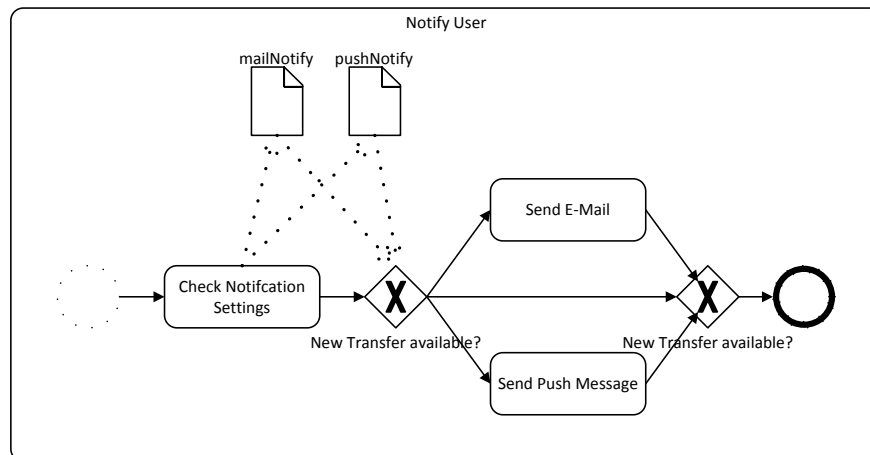 Notify User
mailNotify
pushNotify
Send E-Mail
Check Notifcation
Settings
X
X
New Transfer available?
New Transfer available?
Send Push Message